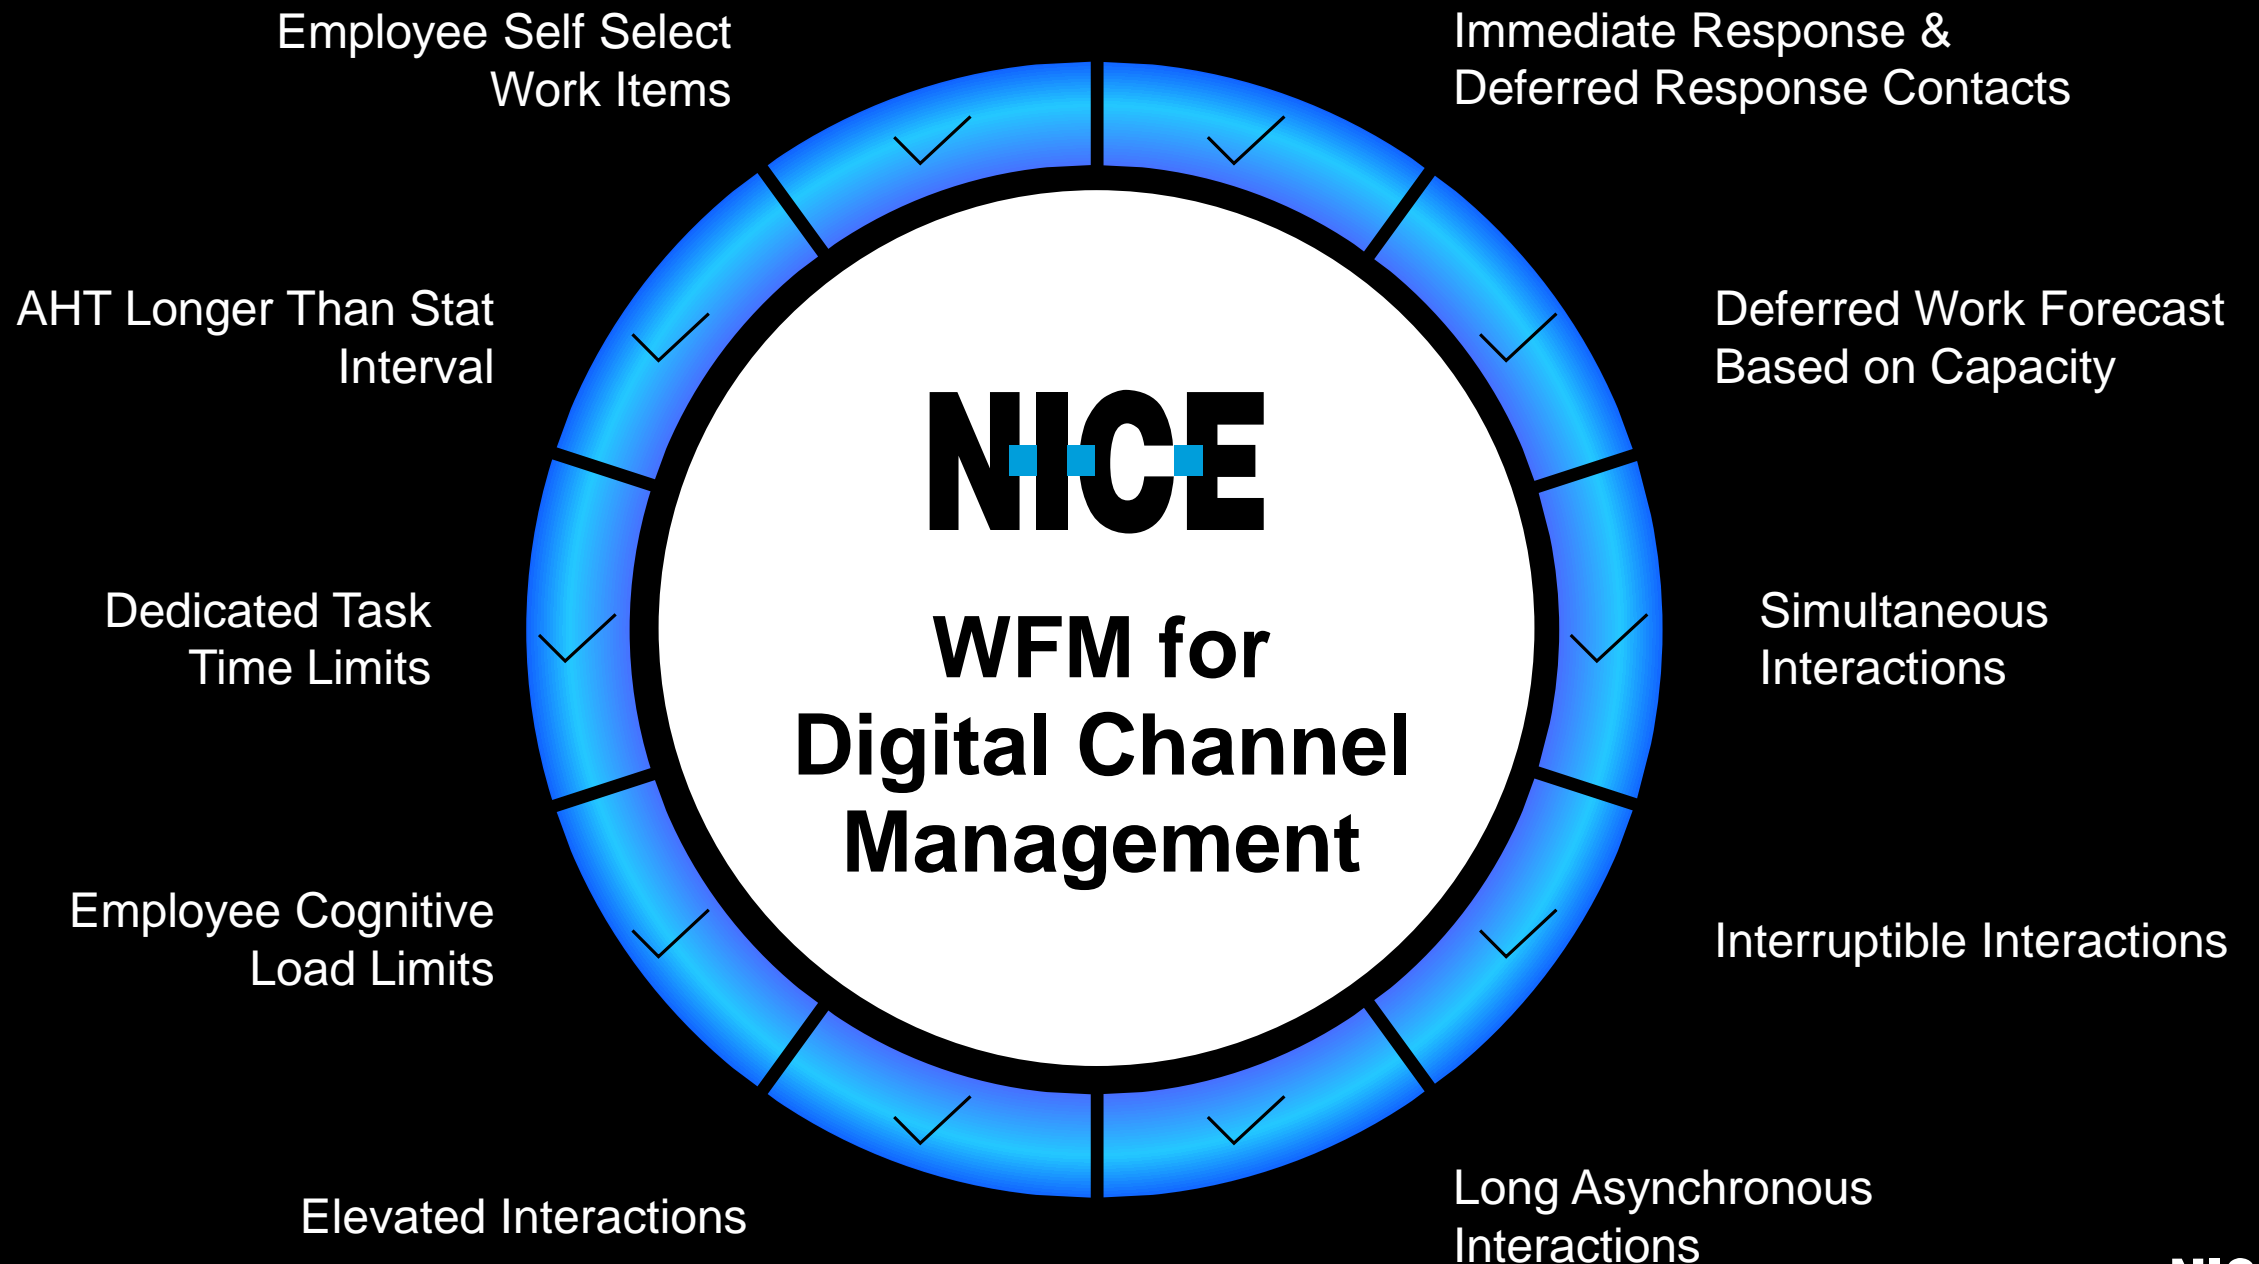 Employee Self Select
Work Items
Immediate Response &
Deferred Response Contacts
AHT Longer Than Stat
Interval
Deferred Work Forecast
Based on Capacity
NICE
WFM for
Digital Channel
Management
Dedicated Task
Time Limits
Simultaneous
Interactions
Employee Cognitive
Load Limits
Interruptible Interactions
Elevated Interactions
Long Asynchronous
Interactions